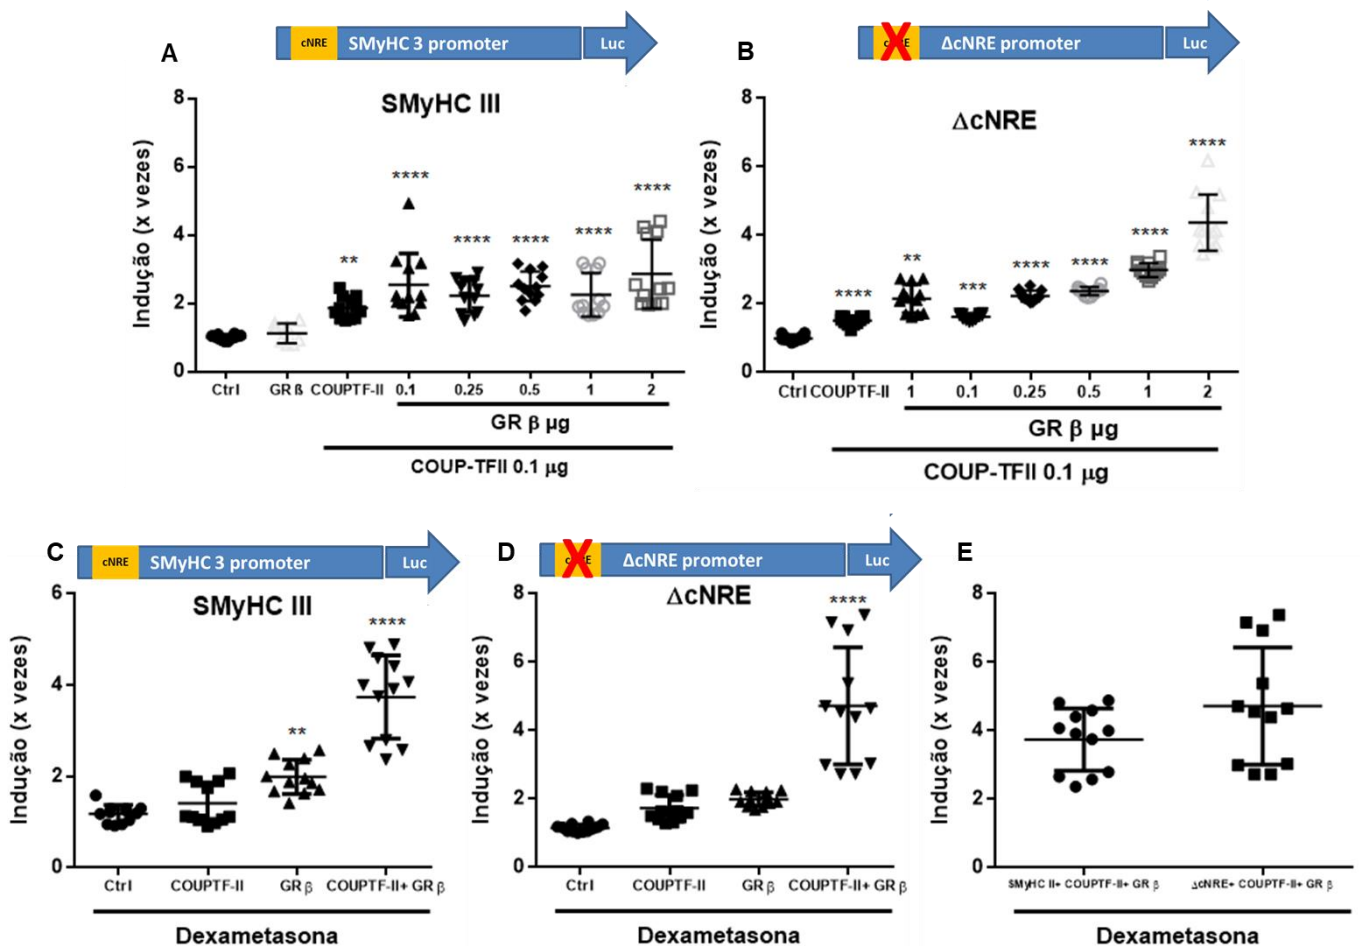 A
cNRE SMyHC 3 promoter Luc
SMyHC III
Indução (x vezes)
8
6
4
2
0
** **** **** **** **** ****
Ctrl GR ß COUPTF-II 0.1 0.25 0.5 1 2
GR β µg
COUP-TFII 0.1 µg
B
ΔcNRE promoter Luc
ΔcNRE
Indução (x vezes)
8
6
4
2
0
**** ** *** **** **** **** ****
Ctrl COUPTF-II 1 0.1 0.25 0.5 1 2
GR β µg
COUP-TFII 0.1 µg
C
cNRE SMyHC 3 promoter Luc
SMyHC III
Indução (x vezes)
6
4
2
0
** ****
Ctrl COUPTF-II GR β COUPTF-II+ GR β
Dexametasona
D
ΔcNRE promoter Luc
ΔcNRE
Indução (x vezes)
8
6
4
2
0
****
Ctrl COUPTF-II GR β COUPTF-II+ GR β
Dexametasona
E
Indução (x vezes)
8
6
4
2
0
SMyHC II+ COUPTF-II+ GR β ΔcNRE+ COUPTF-II+ GR β
Dexametasona